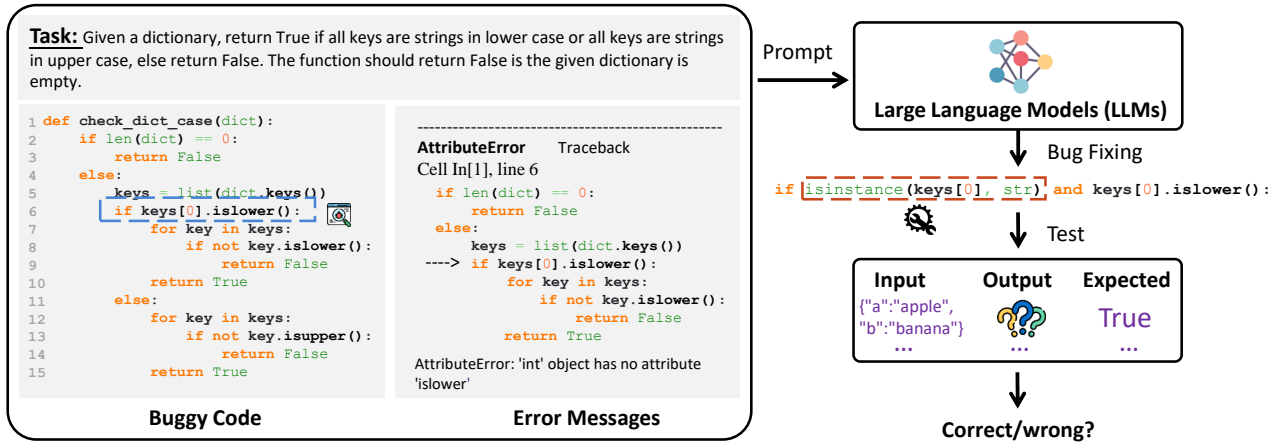 Task: Given a dictionary, return True if all keys are strings in lower case or all keys are strings
in upper case, else return False. The function should return False is the given dictionary is
empty.
1 def check_dict_case(dict):
2     if len(dict) == 0:
3         return False
4     else:
5         keys = list(dict.keys())
6         if keys[0].islower():
7             for key in keys:
8                 if not key.islower():
9                     return False
10             return True
11         else:
12             for key in keys:
13                 if not key.isupper():
14                     return False
15             return True
Buggy Code
---------------------------------------------------
AttributeError Traceback
Cell In[1], line 6
if len(dict) == 0:
    return False
else:
    keys = list(dict.keys())
----> if keys[0].islower():
        for key in keys:
            if not key.islower():
                return False
        return True
AttributeError: 'int' object has no attribute
'islower'
Error Messages
Prompt
Large Language Models (LLMs)
Bug Fixing
if isinstance(keys[0], str) and keys[0].islower():
Test
Input Output Expected
{"a":"apple",
"b":"banana"}
True
... ... ...
Correct/wrong?